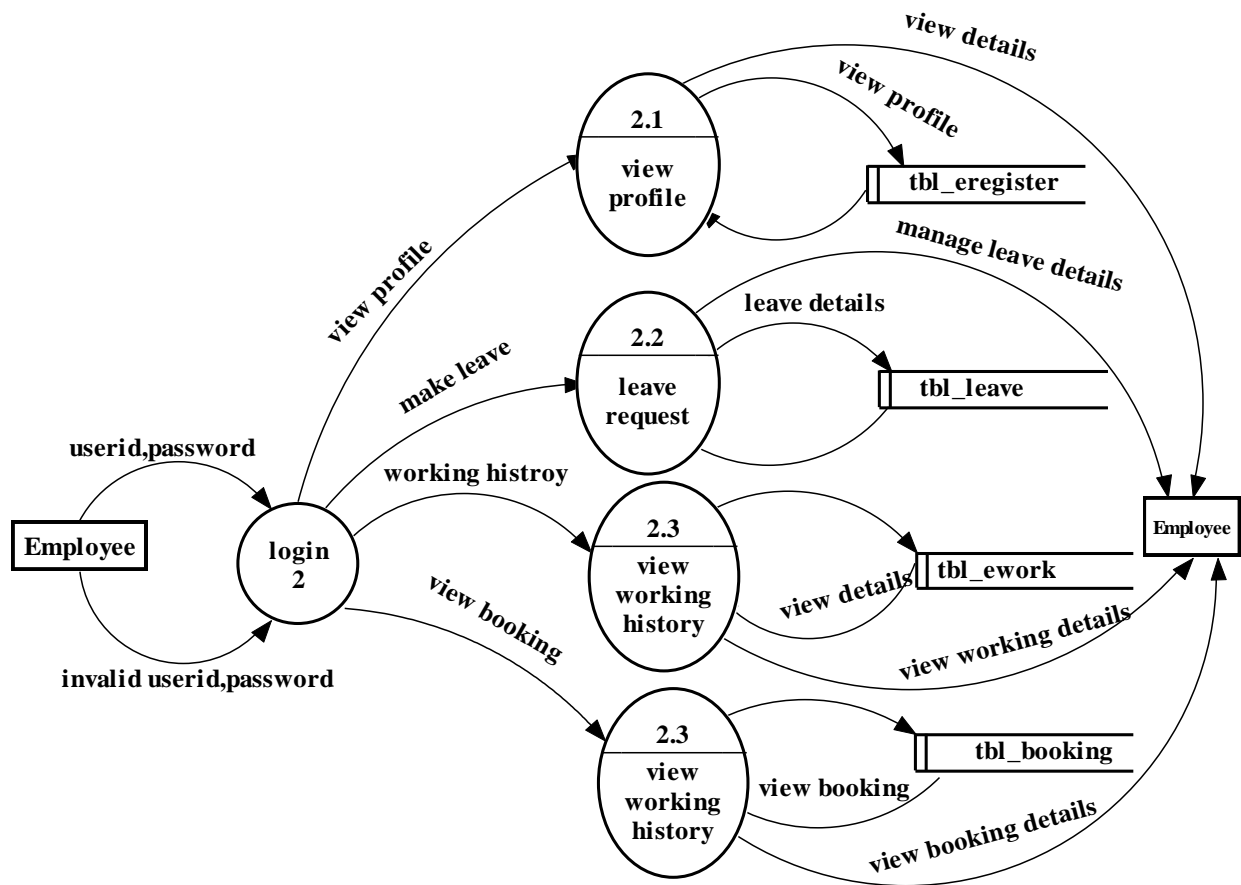 view details
view profile
2.1
view
profile
tbl_eregister
manage leave details
view profile
leave details
2.2
leave
request
tbl_leave
make leave
userid,password
working histroy
Employee
login
2
2.3
view
working
history
tbl_ework
view details
Employee
view booking
view working details
invalid userid,password
2.3
view
working
history
tbl_booking
view booking
view booking details